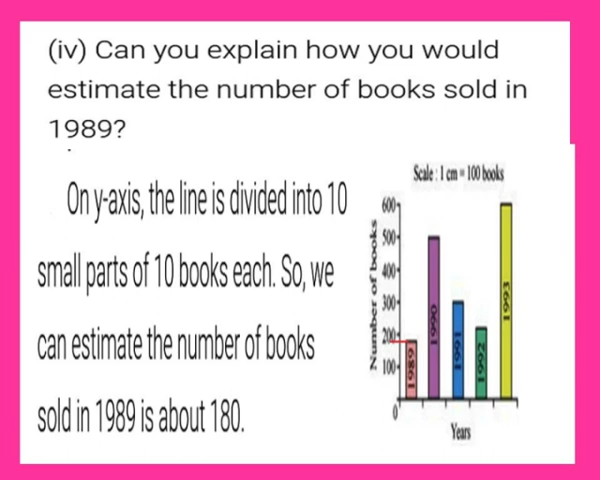 (iv) Can you explain how you would
estimate the number of books sold in
1989?
On y-axis, the line is divided into 10
small parts of 10 books each. So, we
can estimate the number of books
sold in 1989 is about 180.
Scale : 1 cm = 100 books
Number of books
600
500
400
300
200
100
0
1989
1990
1991
1992
1993
Years